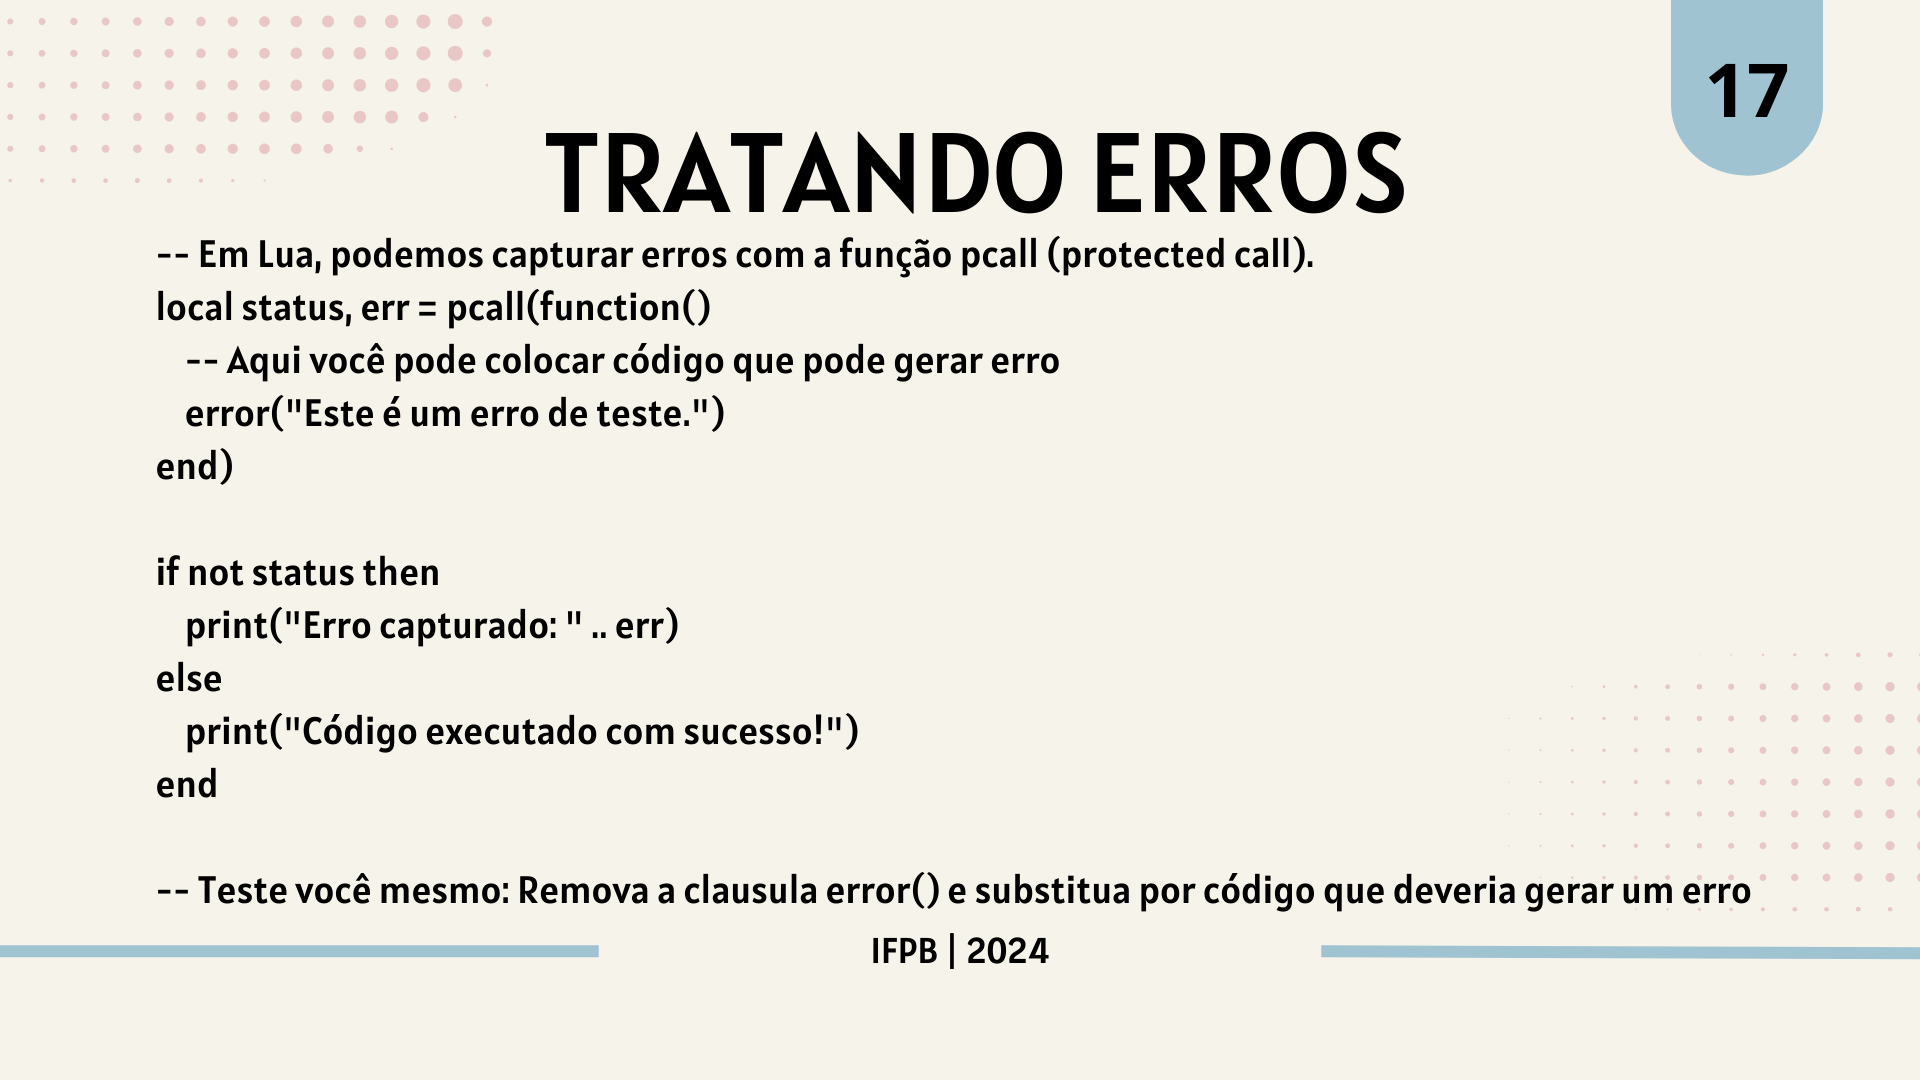 17
TRATANDO ERROS
-- Em Lua, podemos capturar erros com a função pcall (protected call).
local status, err = pcall(function()
    -- Aqui você pode colocar código que pode gerar erro
    error("Este é um erro de teste.")
end)
if not status then
    print("Erro capturado: " .. err)
else
    print("Código executado com sucesso!")
end
-- Teste você mesmo: Remova a clausula error() e substitua por código que deveria gerar um erro
IFPB | 2024